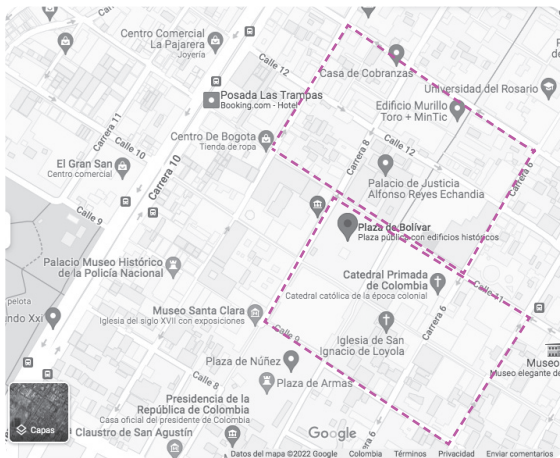 Centro Comercial
La Pajarera
Joyería
Calle 12
Casa de Cobranzas
Universidad del Rosario
Posada Las Trampas
Booking.com - Hotel
Edificio Murillo
Toro + MinTic
Carrera 11
Calle 10
Centro De Bogota
Tienda de ropa
Calle 12
Carrera 8
Carrera 6
El Gran San
Centro comercial
Carrera 10
Palacio de Justicia
Alfonso Reyes Echandia
Calle 9
Plaza de Bolívar
Plaza pública con edificios históricos
Palacio Museo Histórico
de la Policía Nacional
Catedral Primada
de Colombia
Catedral católica de la época colonial
pelota
ndo Xxi
Museo Santa Clara
Iglesia del siglo XVII con exposiciones
Carrera 6
Calle 9
Iglesia de San
Ignacio de Loyola
Plaza de Núñez
Museo
Museo elegante de
Calle 8
Plaza de Armas
Presidencia de la
República de Colombia
Casa oficial del presidente de Colombia
Capas
Claustro de San Agustín
Google
Datos del mapa ©2022 Google Colombia Términos Privacidad Enviar comentarios